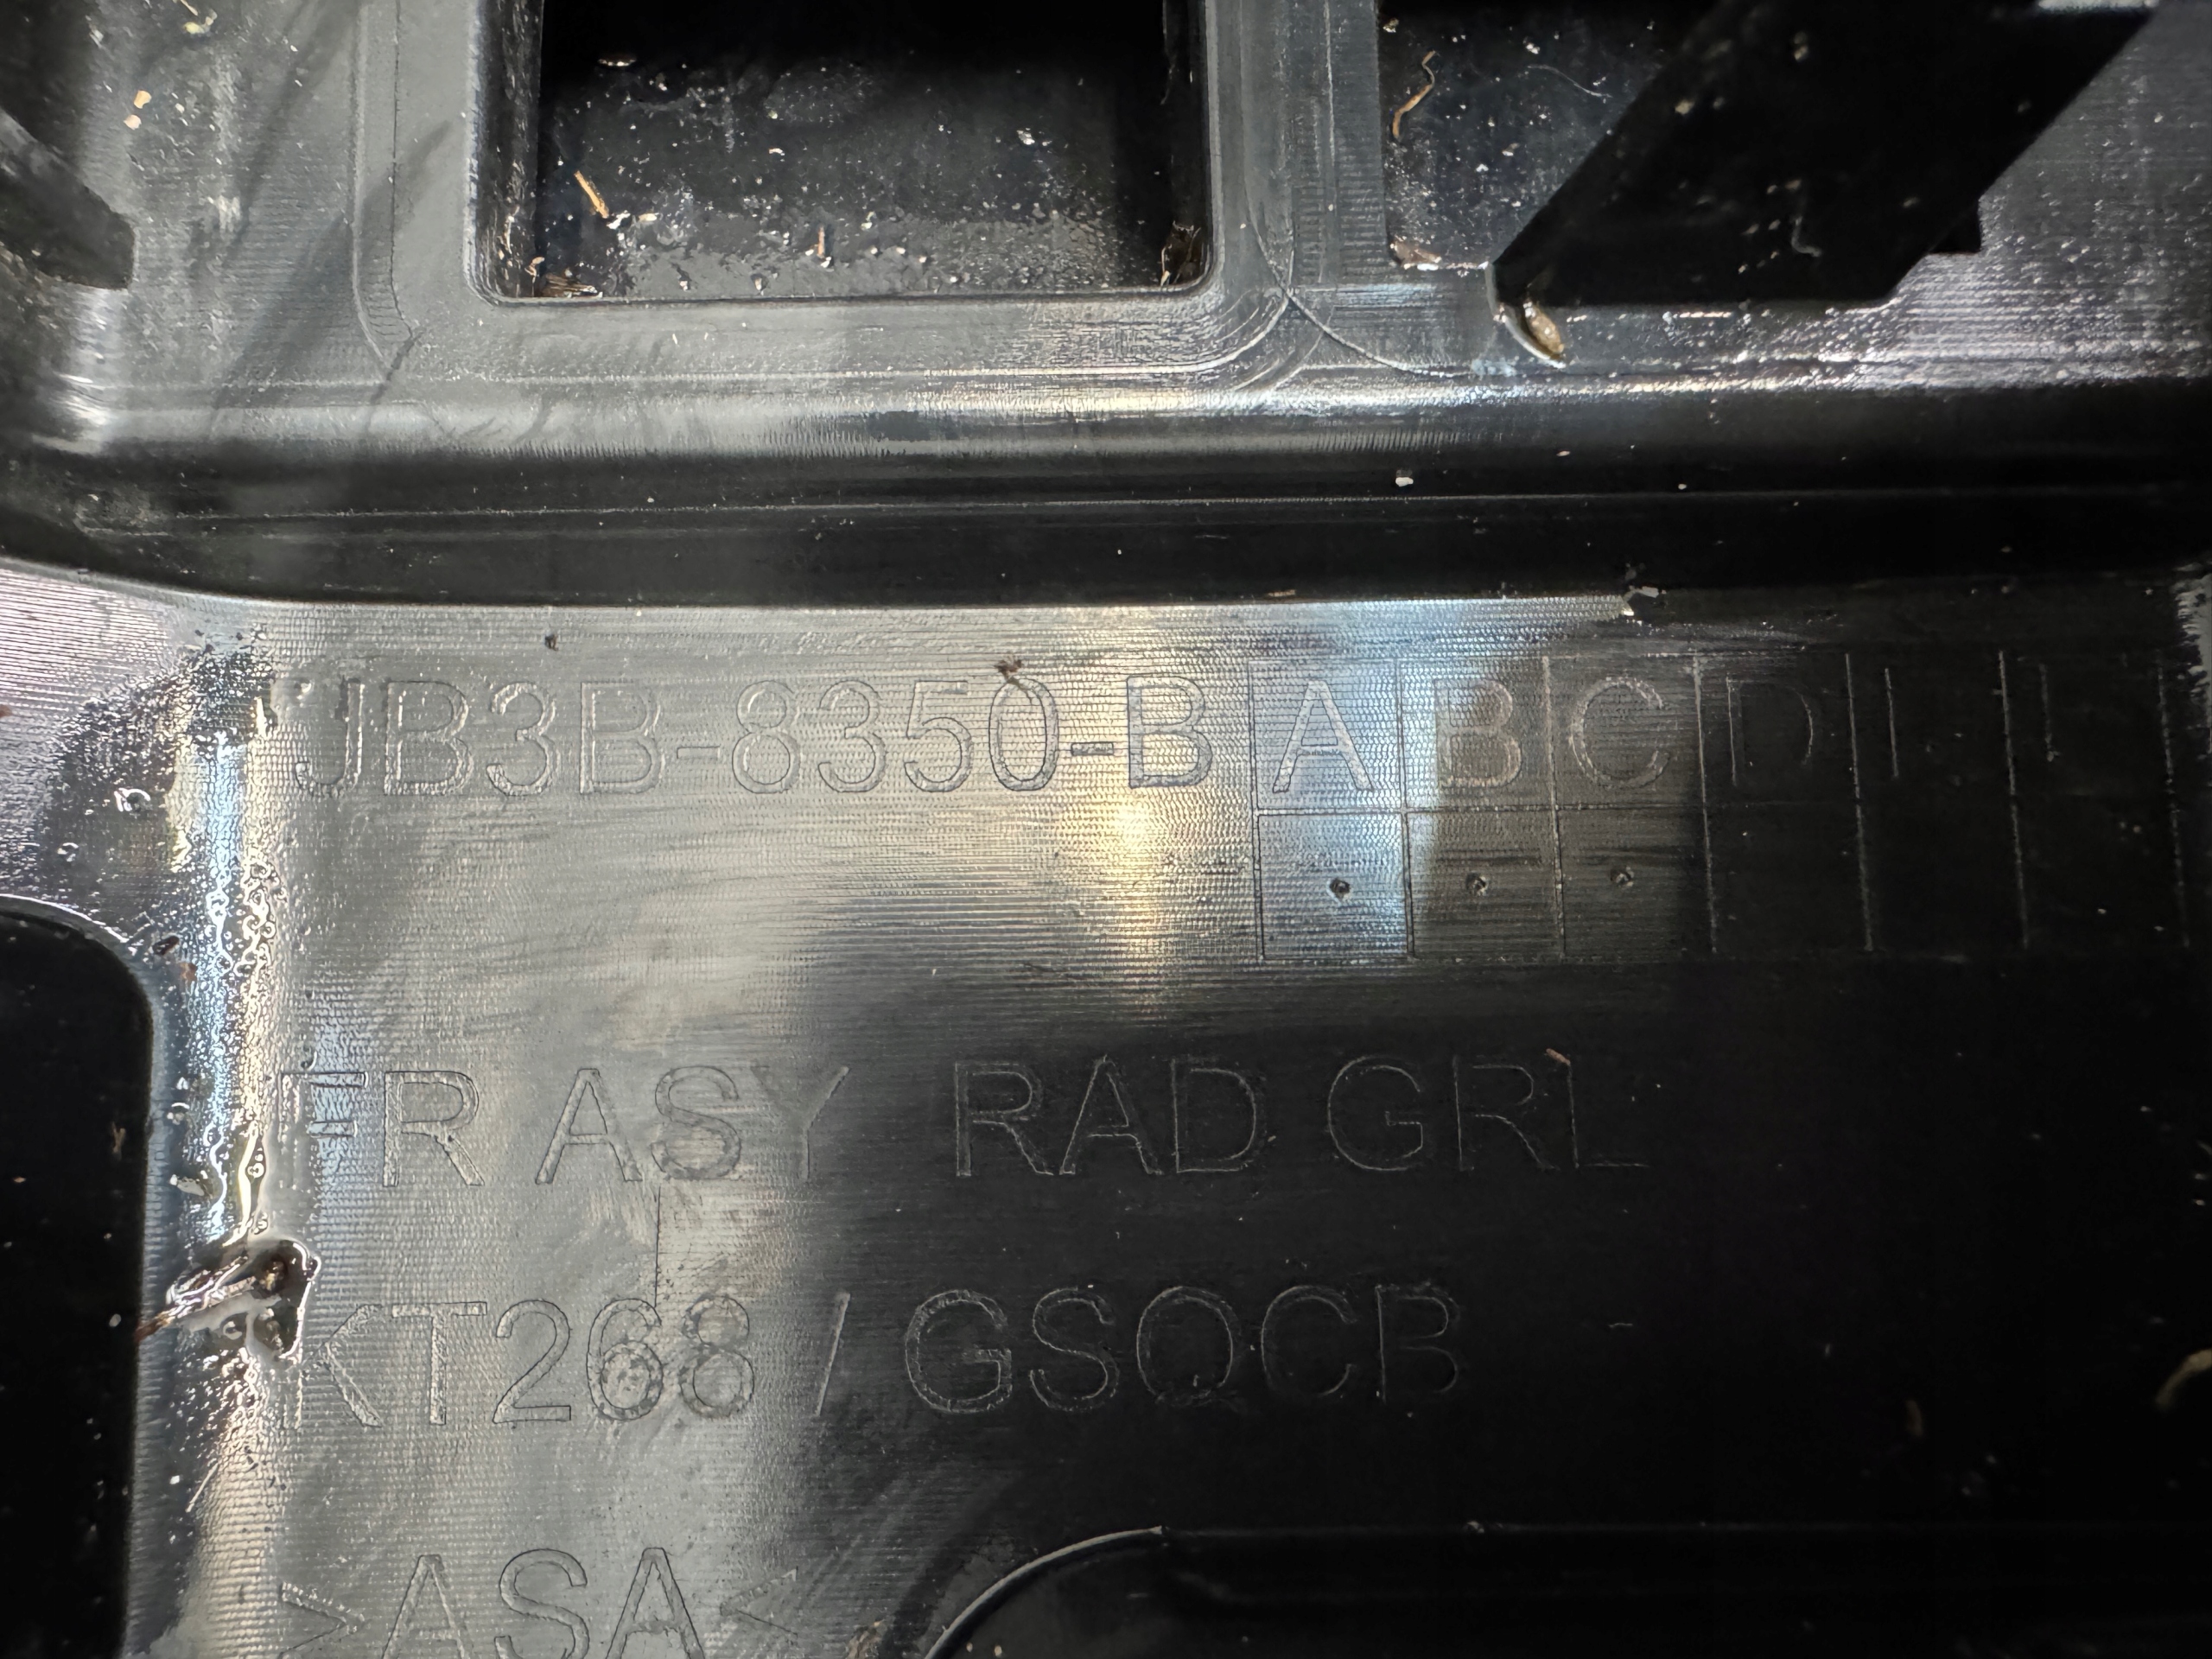 JB3B-8350-B A B C D
FR ASY RAD GRL
KT268 / GSQCB
>ASA<